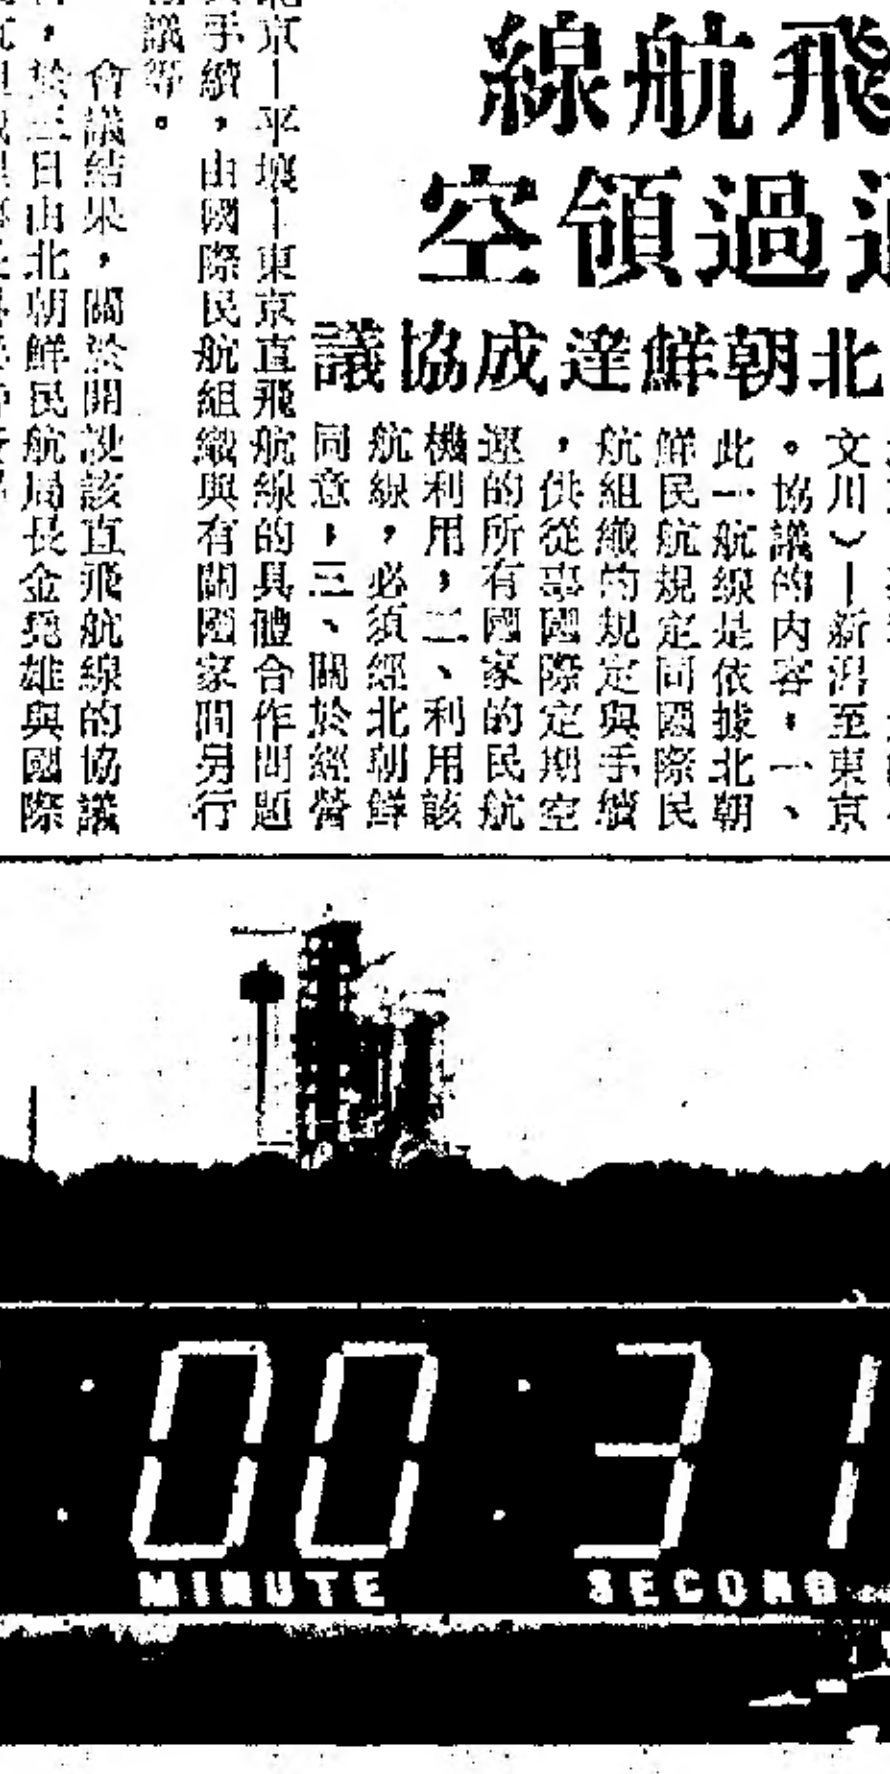 飛航線
過領空
北朝鮮達成協議
文川）—新潟至東京
。協議的內容，一、
此一航線是依據北朝
鮮民航規定同國際民
航組織的規定與手續
，供從事國際定期空
運的所有國家的民航
機利用，二、利用該
航線，必須經北朝鮮
同意，三、關於經營
北京—平壤—東京直飛航線的具體合作問題
手續，由國際民航組織與有關國家間另行
議等。
會議結果，關於開設該直飛航線的協議
，於三日由北朝鮮民航局長金堯雄與國際
: 00 : 31
MINUTE SECOND